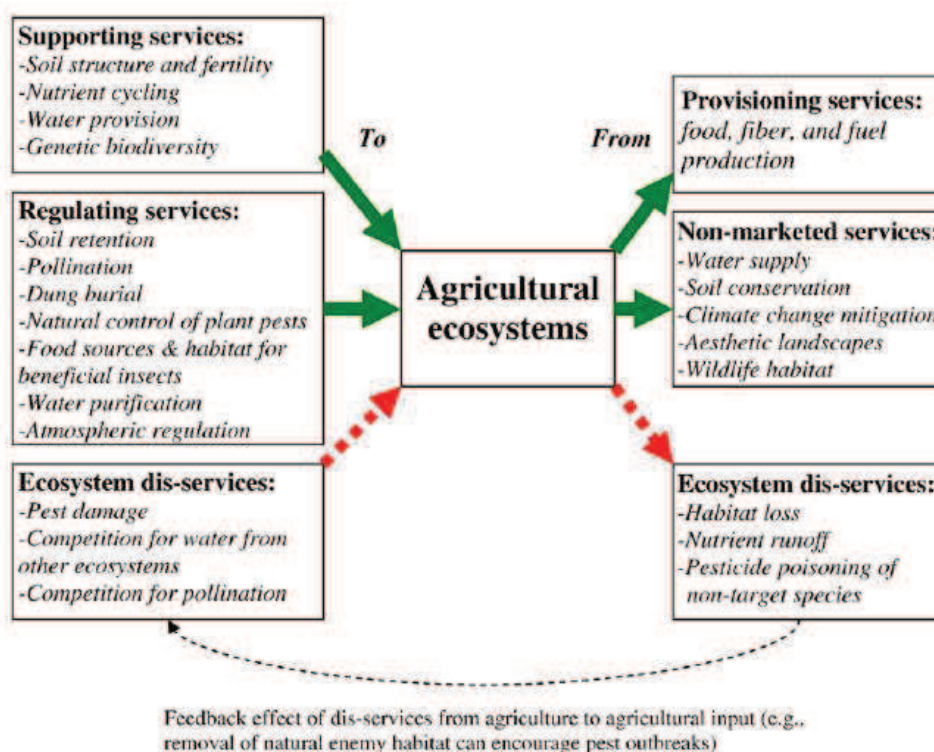 Supporting services:
-Soil structure and fertility
-Nutrient cycling
-Water provision
-Genetic biodiversity
To
From
Provisioning services:
food, fiber, and fuel
production
Regulating services:
-Soil retention
-Pollination
-Dung burial
-Natural control of plant pests
-Food sources & habitat for
beneficial insects
-Water purification
-Atmospheric regulation
Agricultural
ecosystems
Non-marketed services:
-Water supply
-Soil conservation
-Climate change mitigation
-Aesthetic landscapes
-Wildlife habitat
Ecosystem dis-services:
-Pest damage
-Competition for water from
other ecosystems
-Competition for pollination
Ecosystem dis-services:
-Habitat loss
-Nutrient runoff
-Pesticide poisoning of
non-target species
Feedback effect of dis-services from agriculture to agricultural input (e.g.,
removal of natural enemy habitat can encourage pest outbreaks)